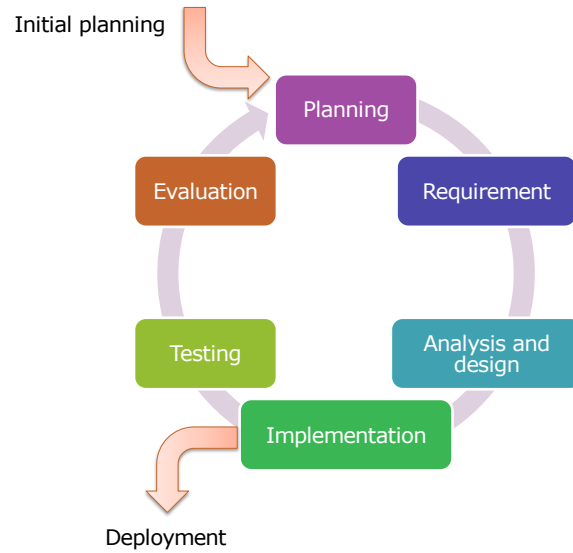 Initial planning
Planning
Evaluation
Requirement
Testing
Analysis and
design
Implementation
Deployment